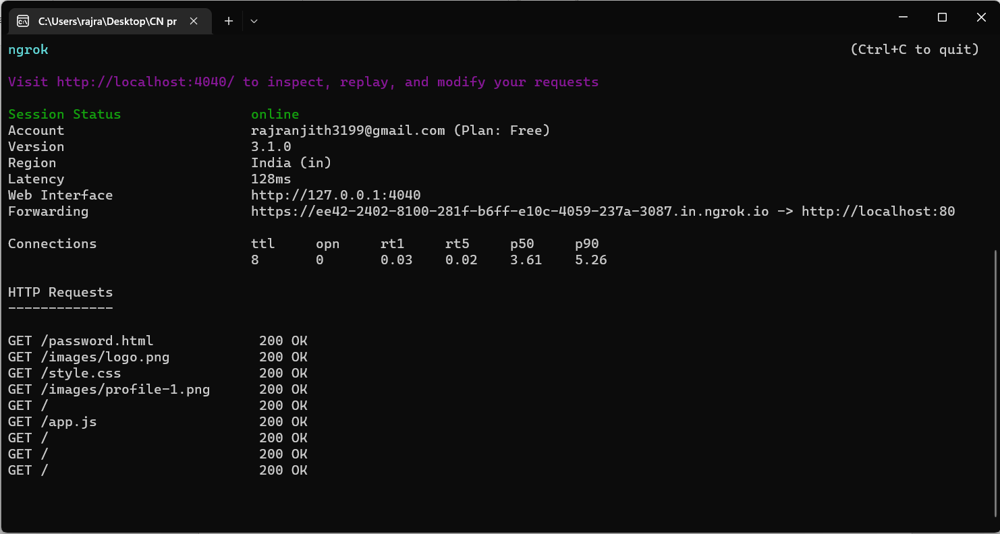 C:\Users\rajra\Desktop\CN pr
ngrok (Ctrl+C to quit)
Visit http://localhost:4040/ to inspect, replay, and modify your requests
Session Status online
Account rajranjith3199@gmail.com (Plan: Free)
Version 3.1.0
Region India (in)
Latency 128ms
Web Interface http://127.0.0.1:4040
Forwarding https://ee42-2402-8100-281f-b6ff-e10c-4059-237a-3087.in.ngrok.io -> http://localhost:80
Connections ttl opn rt1 rt5 p50 p90
8 0 0.03 0.02 3.61 5.26
HTTP Requests
-------------
GET /password.html 200 OK
GET /images/logo.png 200 OK
GET /style.css 200 OK
GET /images/profile-1.png 200 OK
GET / 200 OK
GET /app.js 200 OK
GET / 200 OK
GET / 200 OK
GET / 200 OK